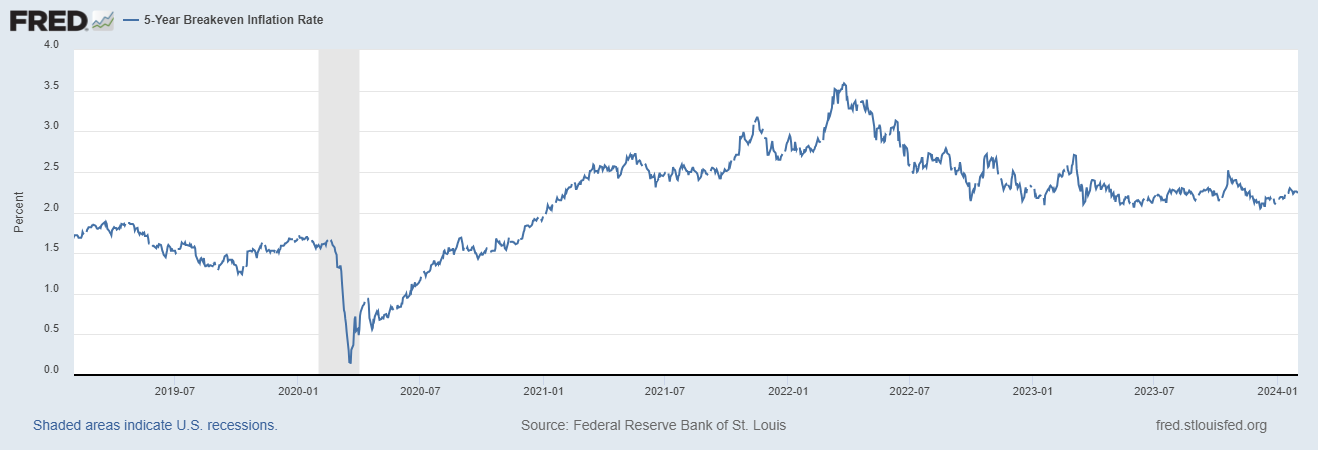 FRED 5-Year Breakeven Inflation Rate
Percent
4.0
3.5
3.0
2.5
2.0
1.5
1.0
0.5
0.0
2019-07 2020-01 2020-07 2021-01 2021-07 2022-01 2022-07 2023-01 2023-07 2024-01
Shaded areas indicate U.S. recessions. Source: Federal Reserve Bank of St. Louis fred.stlouisfed.org